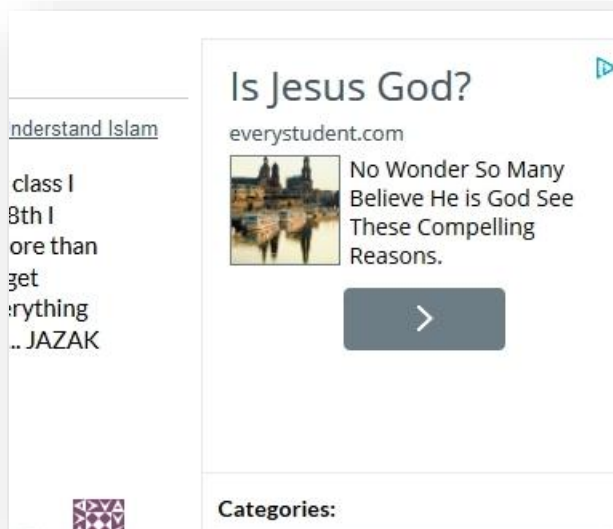 nderstand Islam
class I
8th I
ore than
get
rything
... JAZAK
Is Jesus God?
everystudent.com
No Wonder So Many
Believe He is God See
These Compelling
Reasons.
Categories: